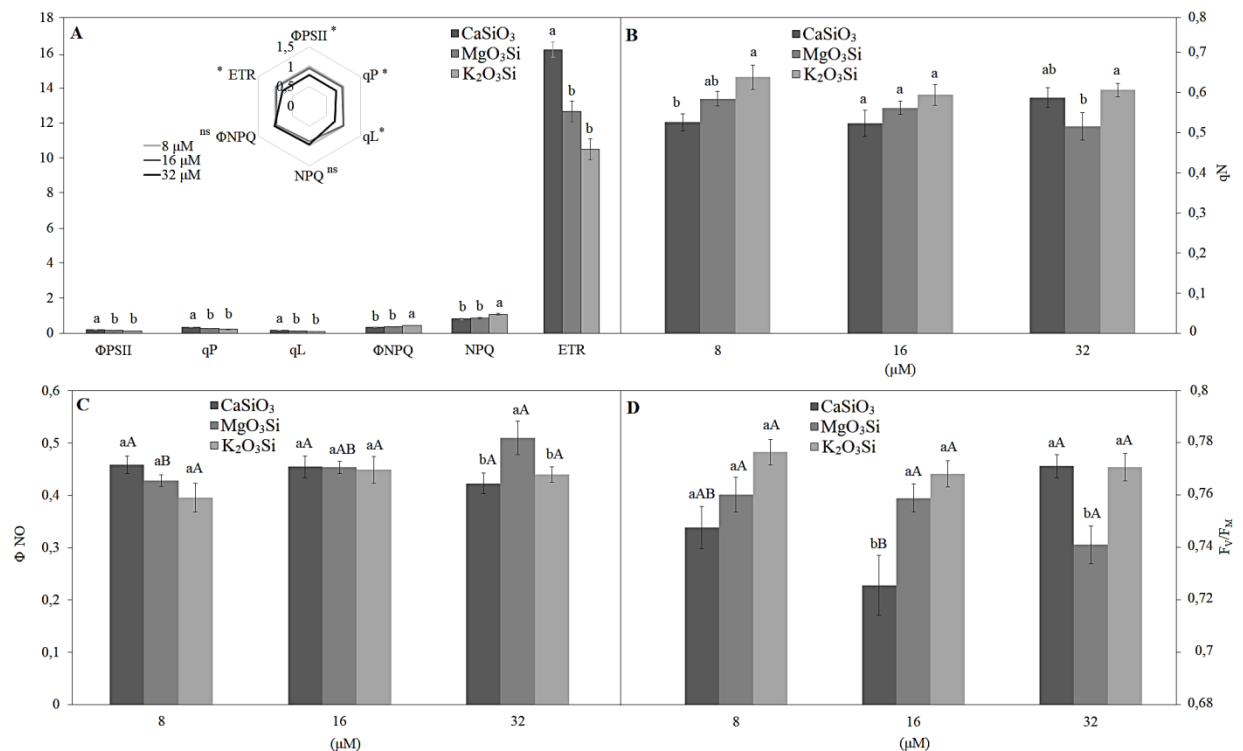 A
18
16
14
12
10
8
6
4
2
0
ΦPSII *
1,5
1
0,5
0
* ETR
qP *
qL*
ΦNPQ ns
NPQ ns
8 μM
16 μM
32 μM
CaSiO₃
MgO₃Si
K₂O₃Si
a b b
a b b
a b b
b b a
b b a
a
b
b
ΦPSII qP qL ΦNPQ NPQ ETR
B
CaSiO₃
MgO₃Si
K₂O₃Si
b ab a
a a a
ab b a
0,8
0,7
0,6
0,5
0,4
0,3
0,2
0,1
0
qN
8 16 32
(μM)
C
0,6
0,5
0,4
0,3
0,2
0,1
0
Φ NO
CaSiO₃
MgO₃Si
K₂O₃Si
aA aB aA
aA aAB aA
bA aA bA
8 16 32
(μM)
D
CaSiO₃
MgO₃Si
K₂O₃Si
aAB aA aA
bB aA aA
aA bA aA
0,8
0,78
0,76
0,74
0,72
0,7
0,68
Fᵥ/Fₘ
8 16 32
(μM)